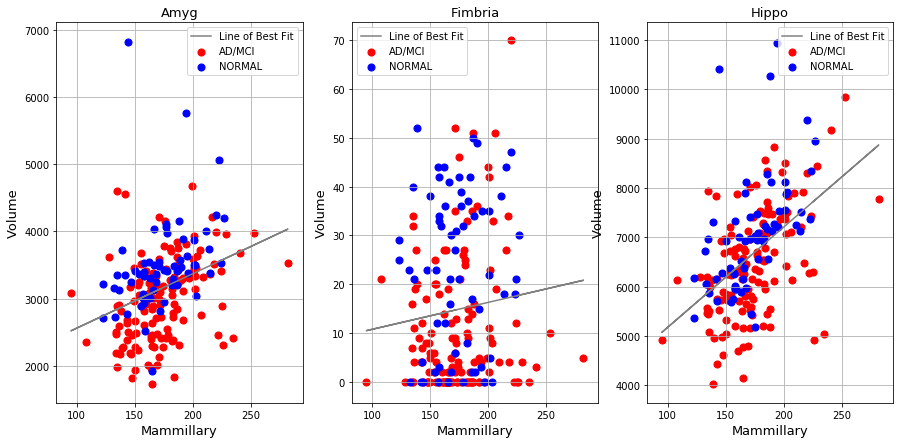 Amyg
Line of Best Fit
AD/MCI
NORMAL
7000
6000
5000
4000
3000
2000
Volume
100 150 200 250
Mammillary
Fimbria
Line of Best Fit
AD/MCI
NORMAL
70
60
50
40
30
20
10
0
Volume
100 150 200 250
Mammillary
Hippo
Line of Best Fit
AD/MCI
NORMAL
11000
10000
9000
8000
7000
6000
5000
4000
Volume
100 150 200 250
Mammillary